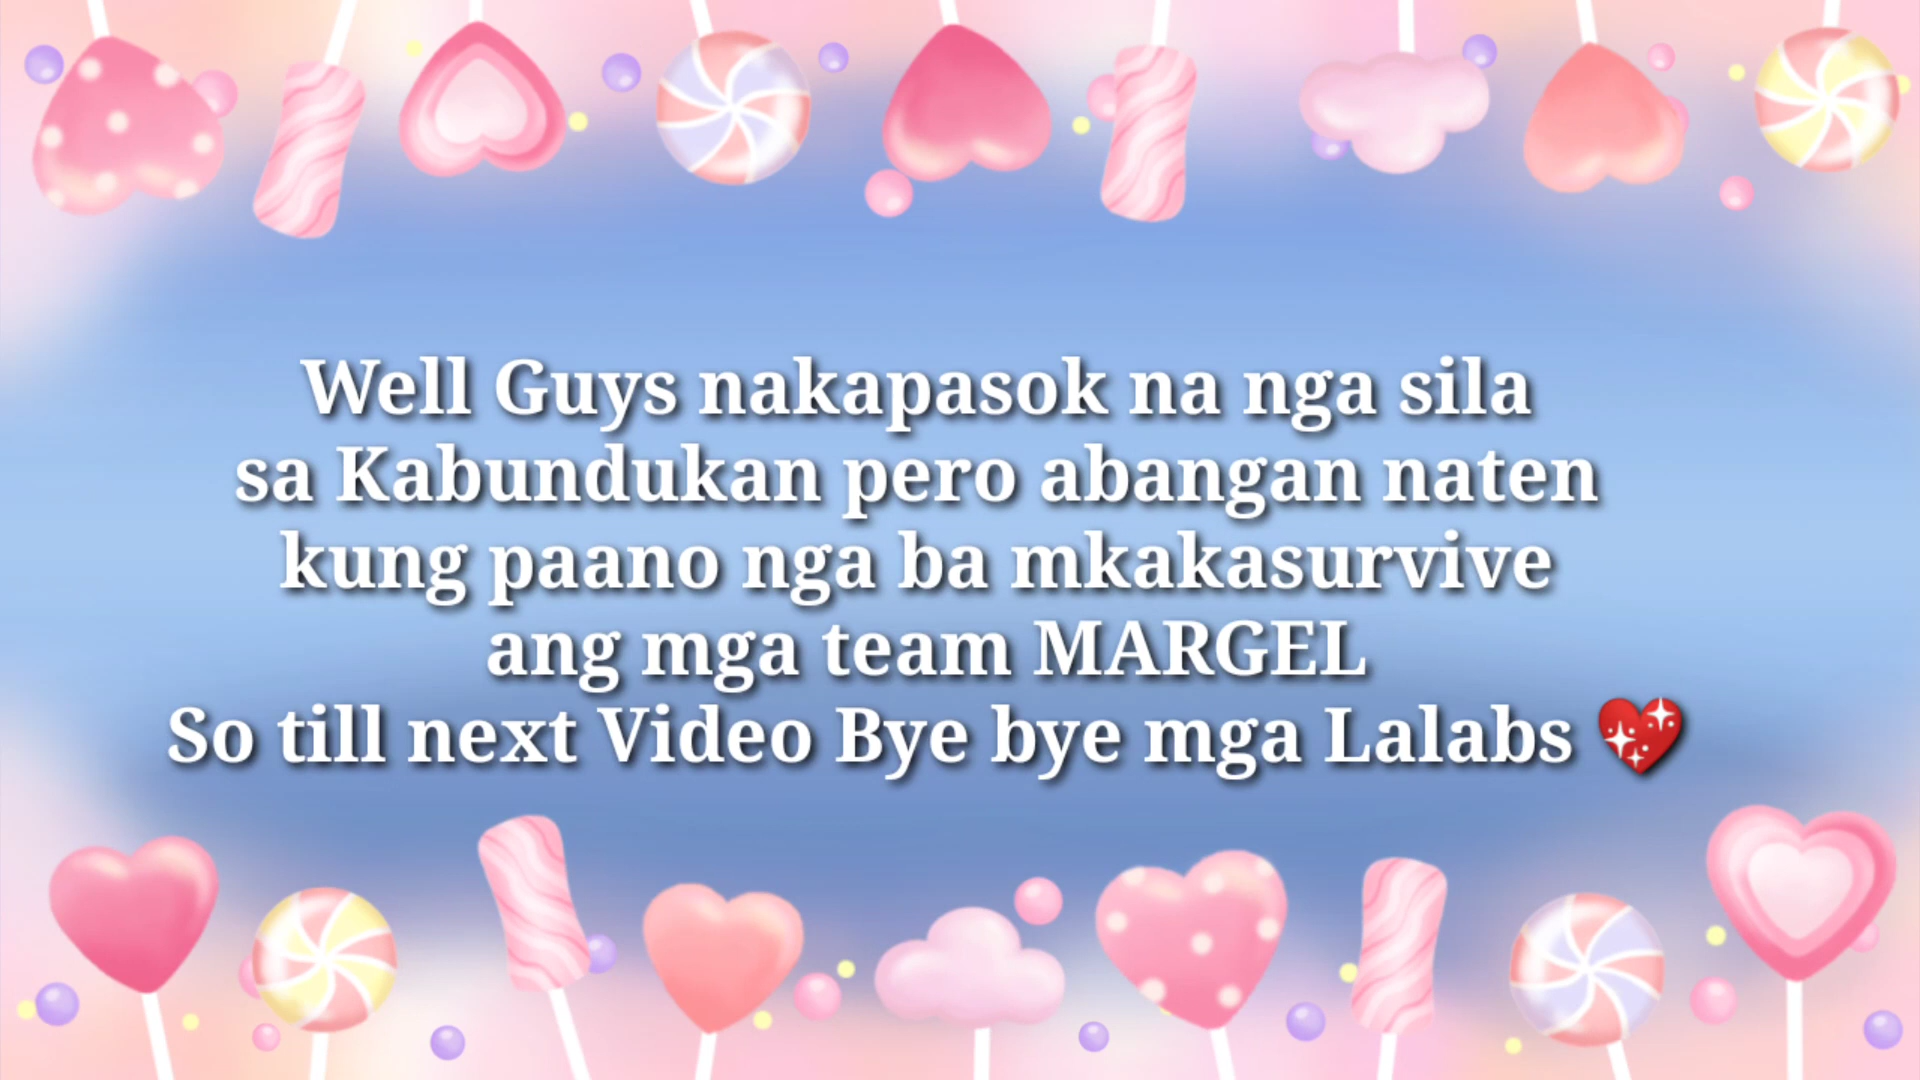 Well Guys nakapasok na nga sila
sa Kabundukan pero abangan naten
kung paano nga ba mkakasurvive
ang mga team MARGEL
So till next Video Bye bye mga Lalabs 💖